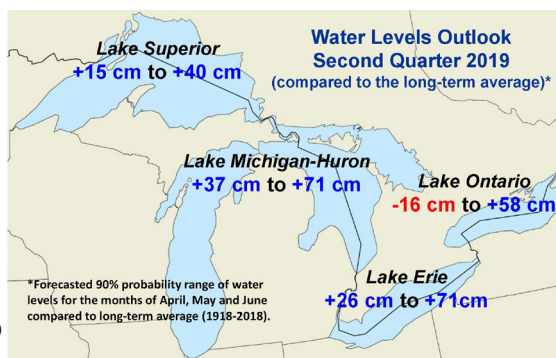 Water Levels Outlook
Second Quarter 2019
(compared to the long-term average)*
Lake Superior
+15 cm to +40 cm
Lake Michigan-Huron
+37 cm to +71 cm
Lake Ontario
-16 cm to +58 cm
Lake Erie
+26 cm to +71cm
*Forecasted 90% probability range of water
levels for the months of April, May and June
compared to long-term average (1918-2018).